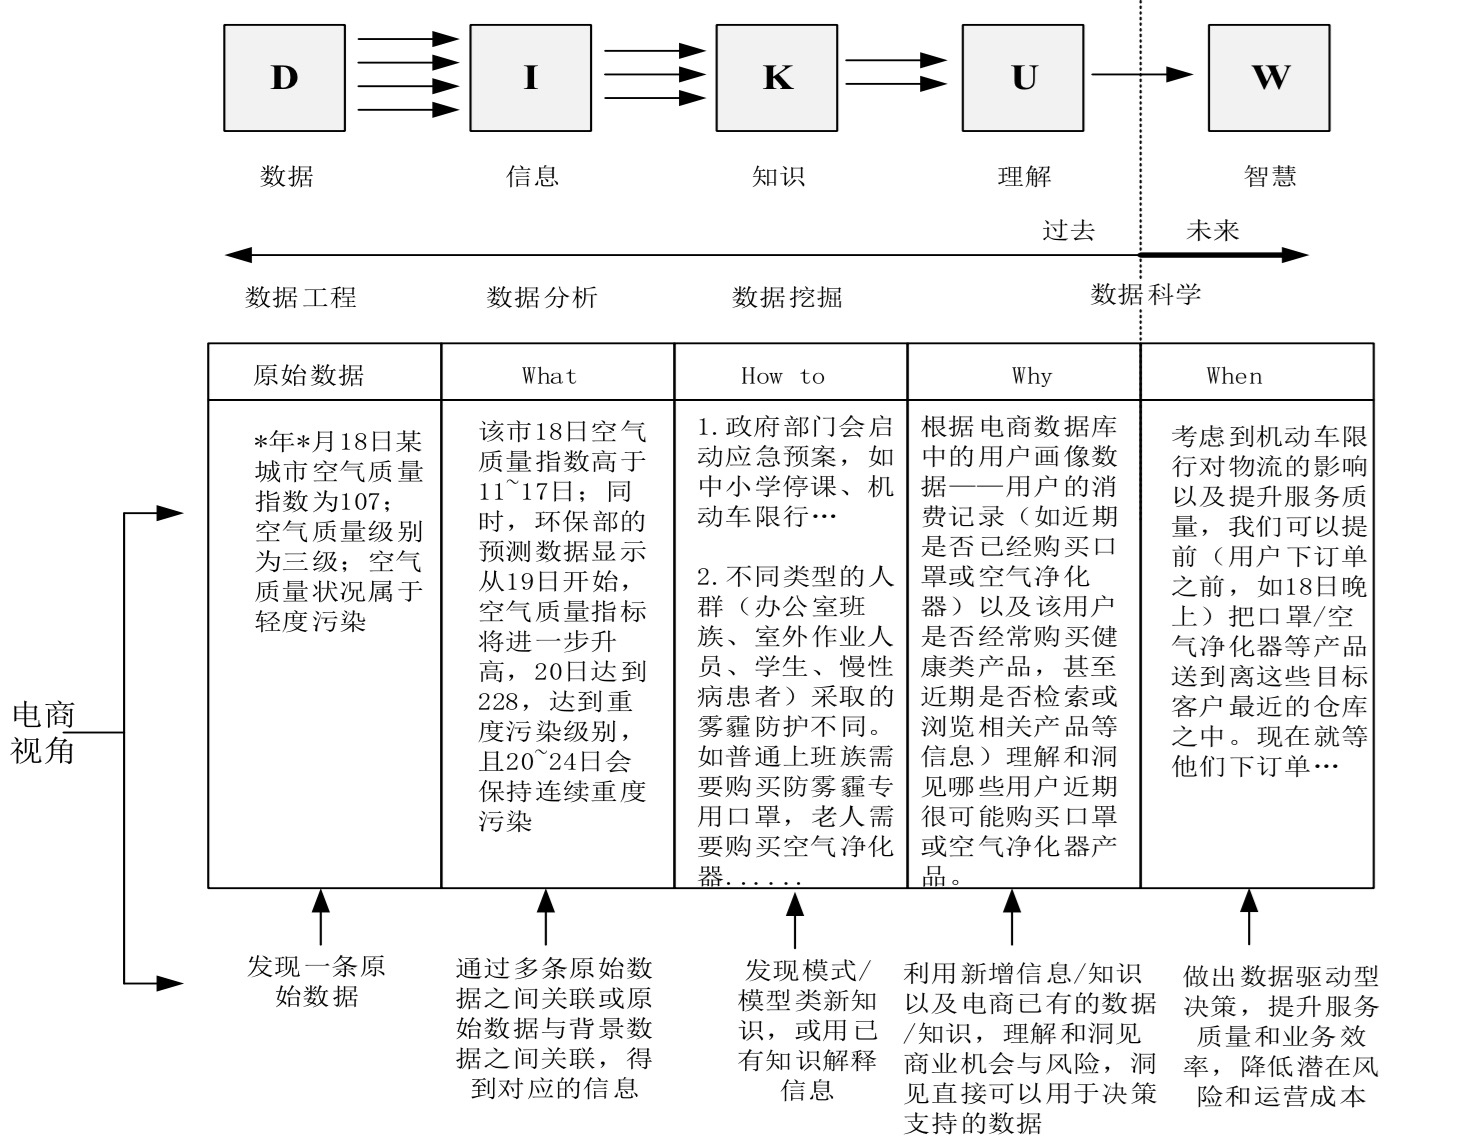 D
I
K
U
W
数据
信息
知识
理解
智慧
过去
未来
数据工程
数据分析
数据挖掘
数据科学
原始数据
What
How to
Why
When
*年*月18日某
城市空气质量
指数为107；
空气质量级别
为三级；空气
质量状况属于
轻度污染
该市18日空气
质量指数高于
11~17日；同
时，环保部的
预测数据显示
从19日开始，
空气质量指标
将进一步升
高，20日达到
228，达到重
度污染级别，
且20~24日会
保持连续重度
污染
1.政府部门会启
动应急预案，如
中小学停课、机
动车限行…
2.不同类型的人
群（办公室班
族、室外作业人
员、学生、慢性
病患者）采取的
雾霾防护不同。
如普通上班族需
要购买防雾霾专
用口罩，老人需
要购买空气净化
器......
根据电商数据库
中的用户画像数
据——用户的消
费记录（如近期
是否已经购买口
罩或空气净化
器）以及该用户
是否经常购买健
康类产品，甚至
近期是否检索或
浏览相关产品等
信息）理解和洞
见哪些用户近期
很可能购买口罩
或空气净化器产
品。
考虑到机动车限
行对物流的影响
以及提升服务质
量，我们可以提
前（用户下订单
之前，如18日晚
上）把口罩/空
气净化器等产品
送到离这些目标
客户最近的仓库
之中。现在就等
他们下订单…
电商
视角
发现一条原
始数据
通过多条原始数
据之间关联或原
始数据与背景数
据之间关联，得
到对应的信息
发现模式/
模型类新知
识，或用已
有知识解释
信息
利用新增信息/知识
以及电商已有的数据
/知识，理解和洞见
商业机会与风险，洞
见直接可以用于决策
支持的数据
做出数据驱动型
决策，提升服务
质量和业务效
率，降低潜在风
险和运营成本